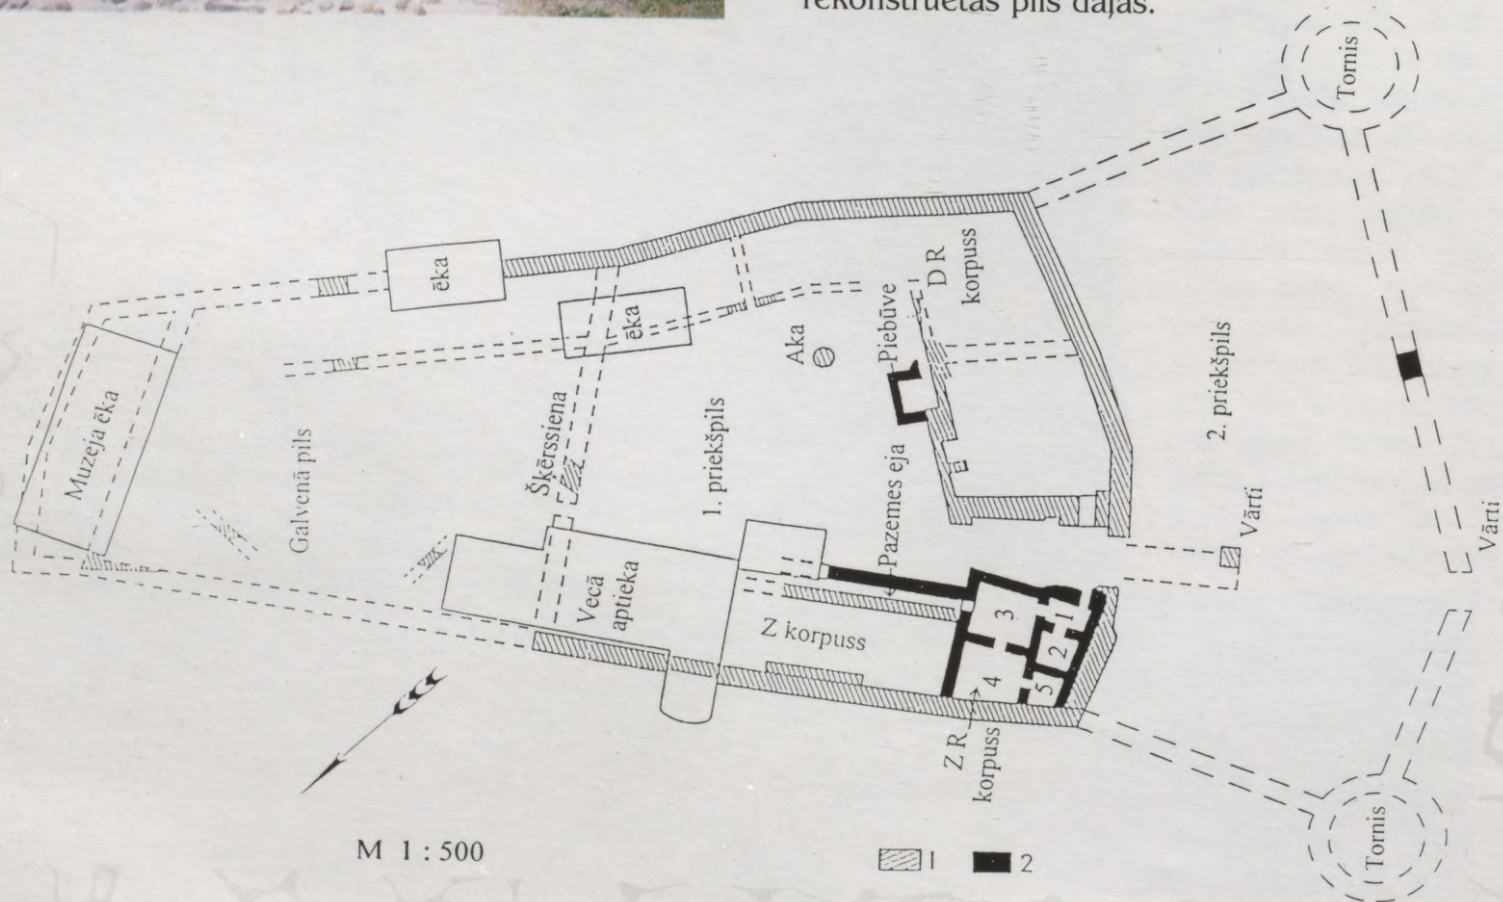 rekonstruētās pils daļas.
Tornis
ēka
ēka
D R
korpuss
Piebūve
Aka
Muzeja ēka
Galvenā pils
Šķērssiena
1. priekšpils
2. priekšpils
Pazemes eja
Vārti
Vārti
Vecā
aptieka
Z korpuss
3
1
2
4
5
Z R
korpuss
Tornis
M 1 : 500
1
2